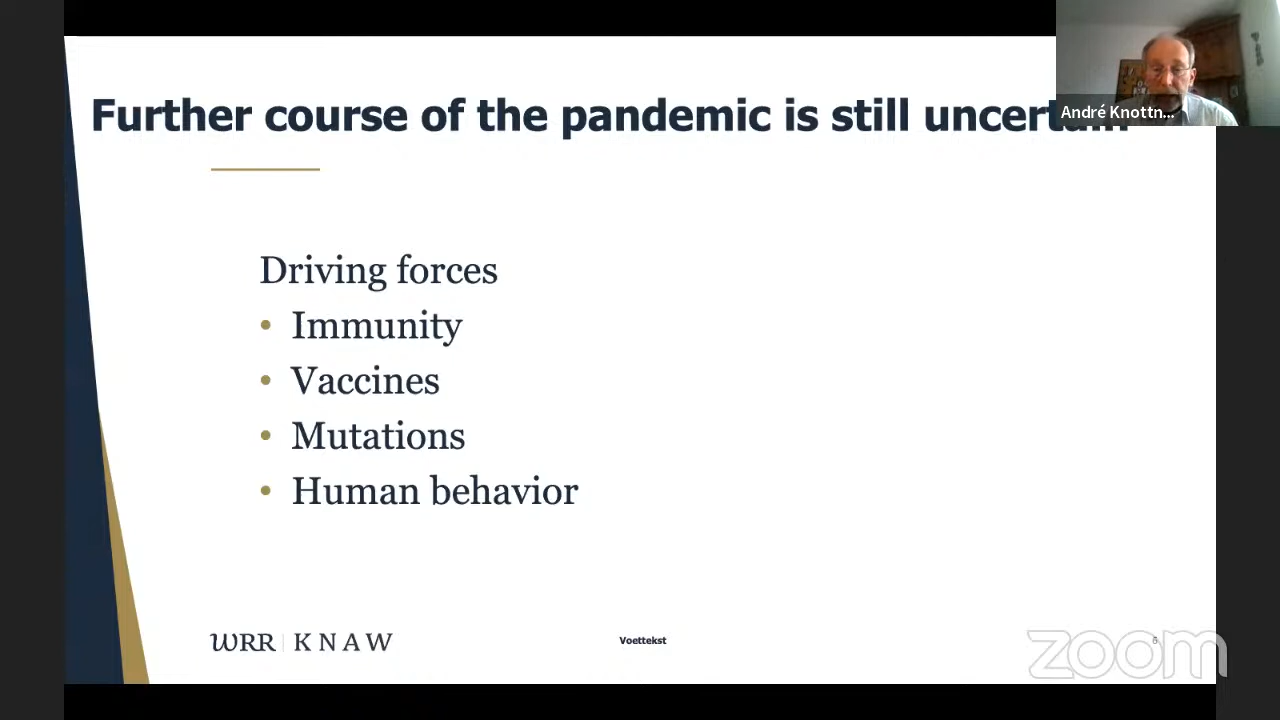 Further course of the pandemic is still
André Knottn...
Driving forces
• Immunity
• Vaccines
• Mutations
• Human behavior
WRR | KNAW
Voettekst
6
zoom